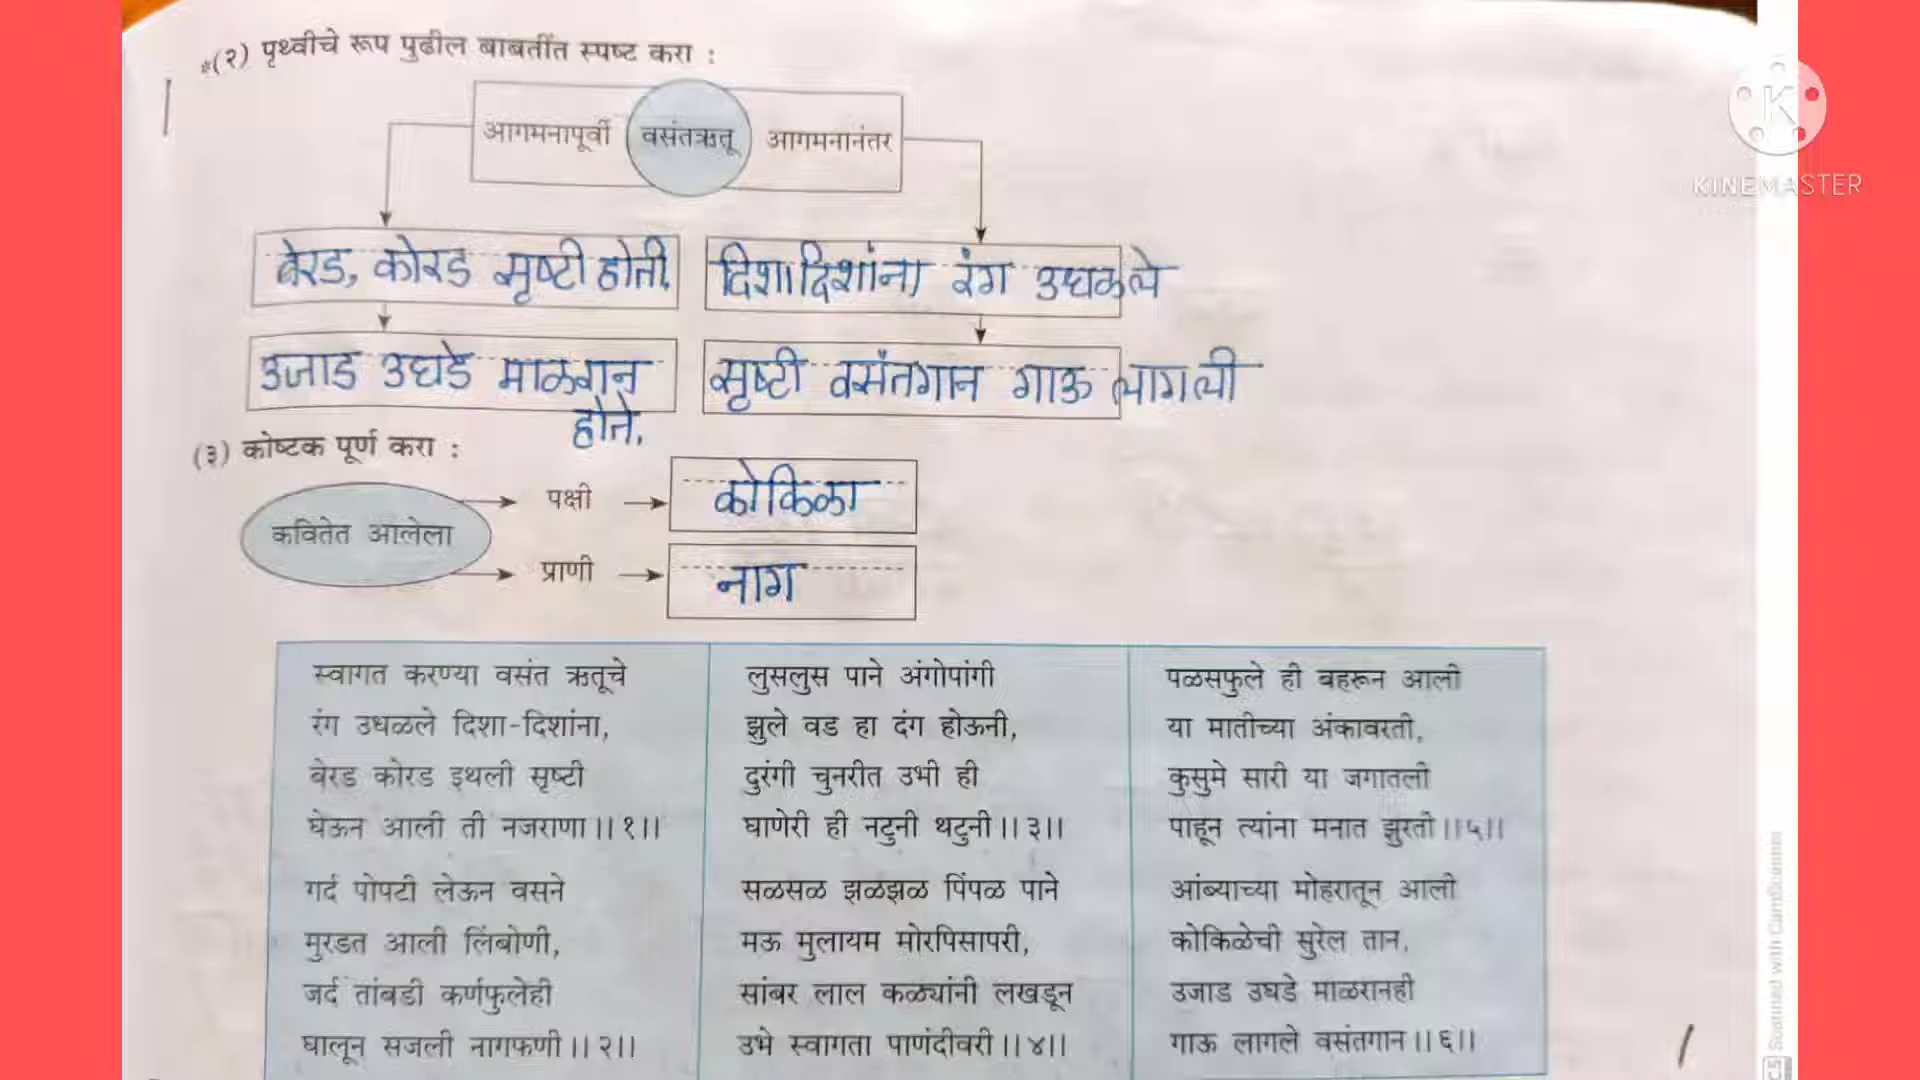 *(२) पृथ्वीचे रूप पुढील बाबतींत स्पष्ट करा :
आगमनापूर्वी वसंतऋतू आगमनानंतर
KINEMASTER
बेरड, कोरड सृष्टी होती. दिशादिशांना रंग उधळले
उजाड उघडे माळरान सृष्टी वसंतगान गाऊ लागली
होते.
(३) कोष्टक पूर्ण करा :
पक्षी कोकिळा
कवितेत आलेला
प्राणी नाग
स्वागत करण्या वसंत ऋतूचे
रंग उधळले दिशा-दिशांना,
बेरड कोरड इथली सृष्टी
घेऊन आली ती नजराणा ।।१।।
गर्द पोपटी लेऊन वसने
मुरडत आली लिंबोणी,
जर्द तांबडी कर्णफुलेही
घालून सजली नागफणी ।।२।।
लुसलुस पाने अंगोपांगी
झुले वड हा दंग होऊनी,
दुरंगी चुनरीत उभी ही
घाणेरी ही नटुनी थटुनी ।।३।।
सळसळ झळझळ पिंपळ पाने
मऊ मुलायम मोरपिसापरी,
सांबर लाल कळ्यांनी लखडून
उभे स्वागता पाणंदीवरी ।।४।।
पळसफुले ही बहरून आली
या मातीच्या अंकावरती,
कुसुमे सारी या जगातली
पाहून त्यांना मनात झुरती ।।५।।
आंब्याच्या मोहरातून आली
कोकिळेची सुरेल तान,
उजाड उघडे माळरानही
गाऊ लागले वसंतगान ।।६।।
CS Scanned with CamScanner